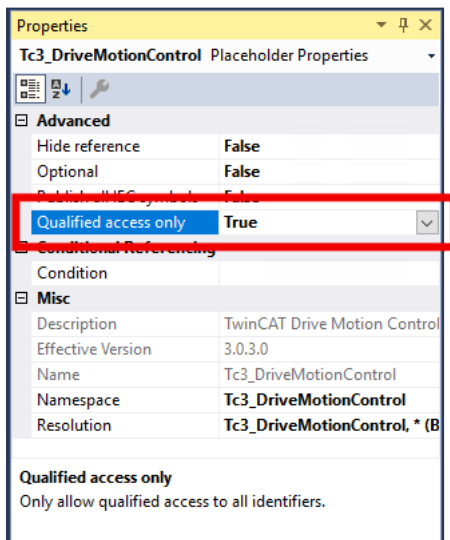 Properties
Tc3_DriveMotionControl Placeholder Properties
Advanced
Hide reference False
Optional False
Qualified access only True
Conditional Referencing
Condition
Misc
Description TwinCAT Drive Motion Control
Effective Version 3.0.3.0
Name Tc3_DriveMotionControl
Namespace Tc3_DriveMotionControl
Resolution Tc3_DriveMotionControl, * (B
Qualified access only
Only allow qualified access to all identifiers.